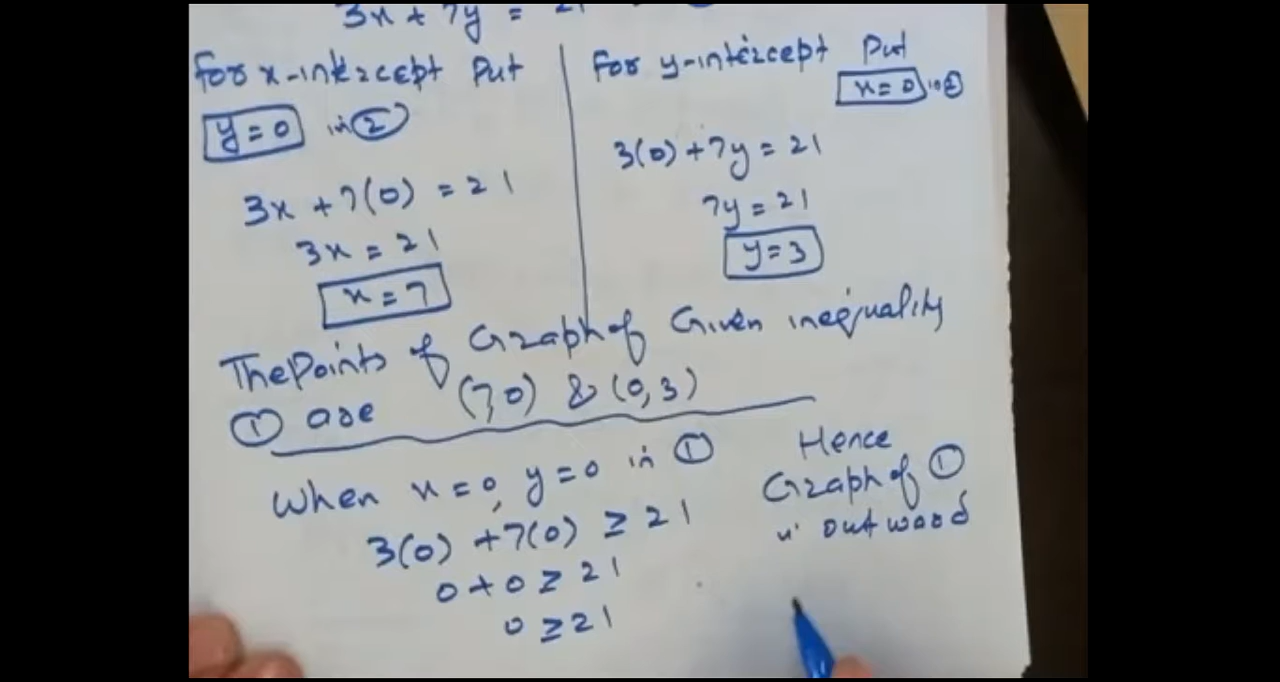 3x + 7y = 21
For x-intercept Put
y = 0 in ②
3x + 7(0) = 21
3x = 21
x = 7
For y-intercept Put
x = 0 in ②
3(0) + 7y = 21
7y = 21
y = 3
The Points of Graph of Given inequality
① are (7,0) & (0,3)
When x = 0, y = 0 in ①
3(0) + 7(0) ≥ 21
0 + 0 ≥ 21
0 ≥ 21
Hence
Graph of ①
outward